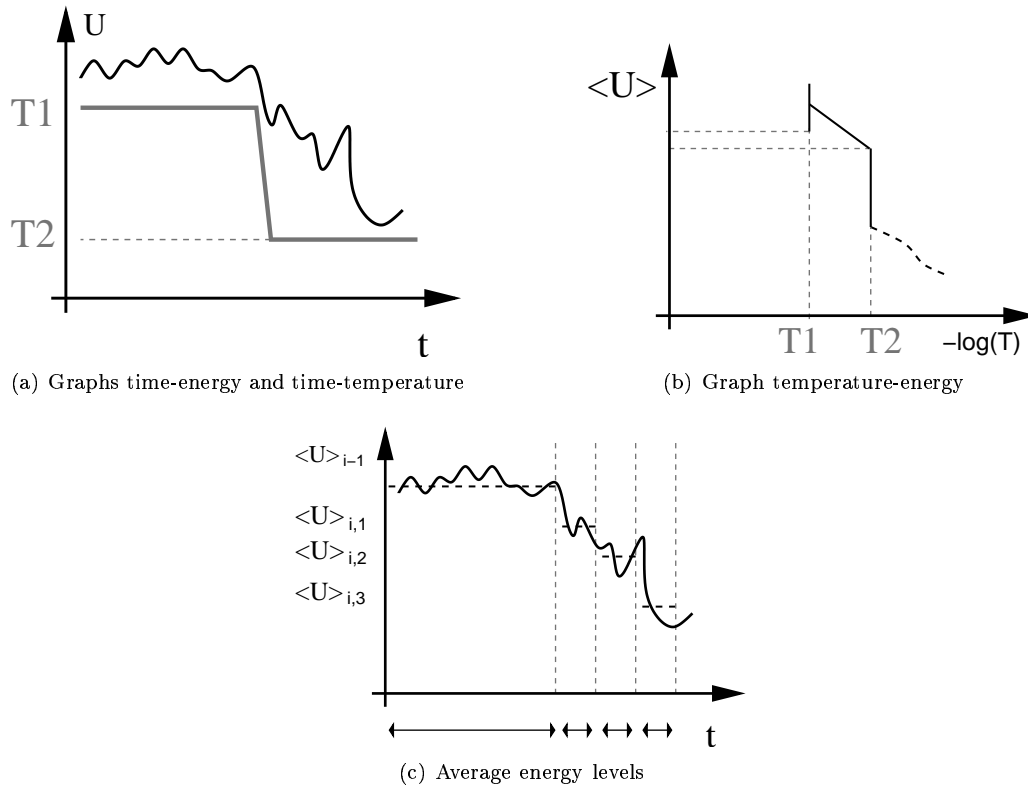 U
T1
T2
t
(a) Graphs time-energy and time-temperature
<U>
T1
T2
−log(T)
(b) Graph temperature-energy
<U>i−1
<U>i,1
<U>i,2
<U>i,3
t
(c) Average energy levels